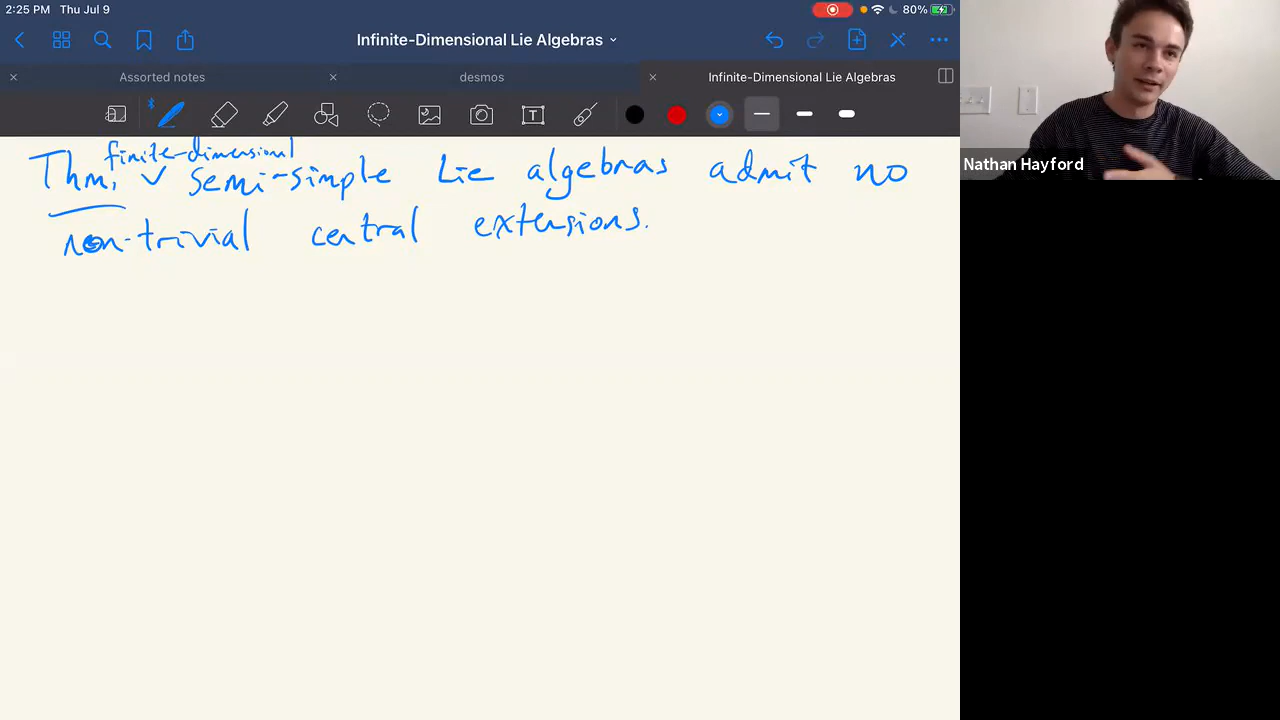 2:25 PM Thu Jul 9
80%
Infinite-Dimensional Lie Algebras
Assorted notes
desmos
Infinite-Dimensional Lie Algebras
T
Nathan Hayford
finite-dimensional
Thm. ∨ semi-simple Lie algebras admit no
non-trivial central extensions.